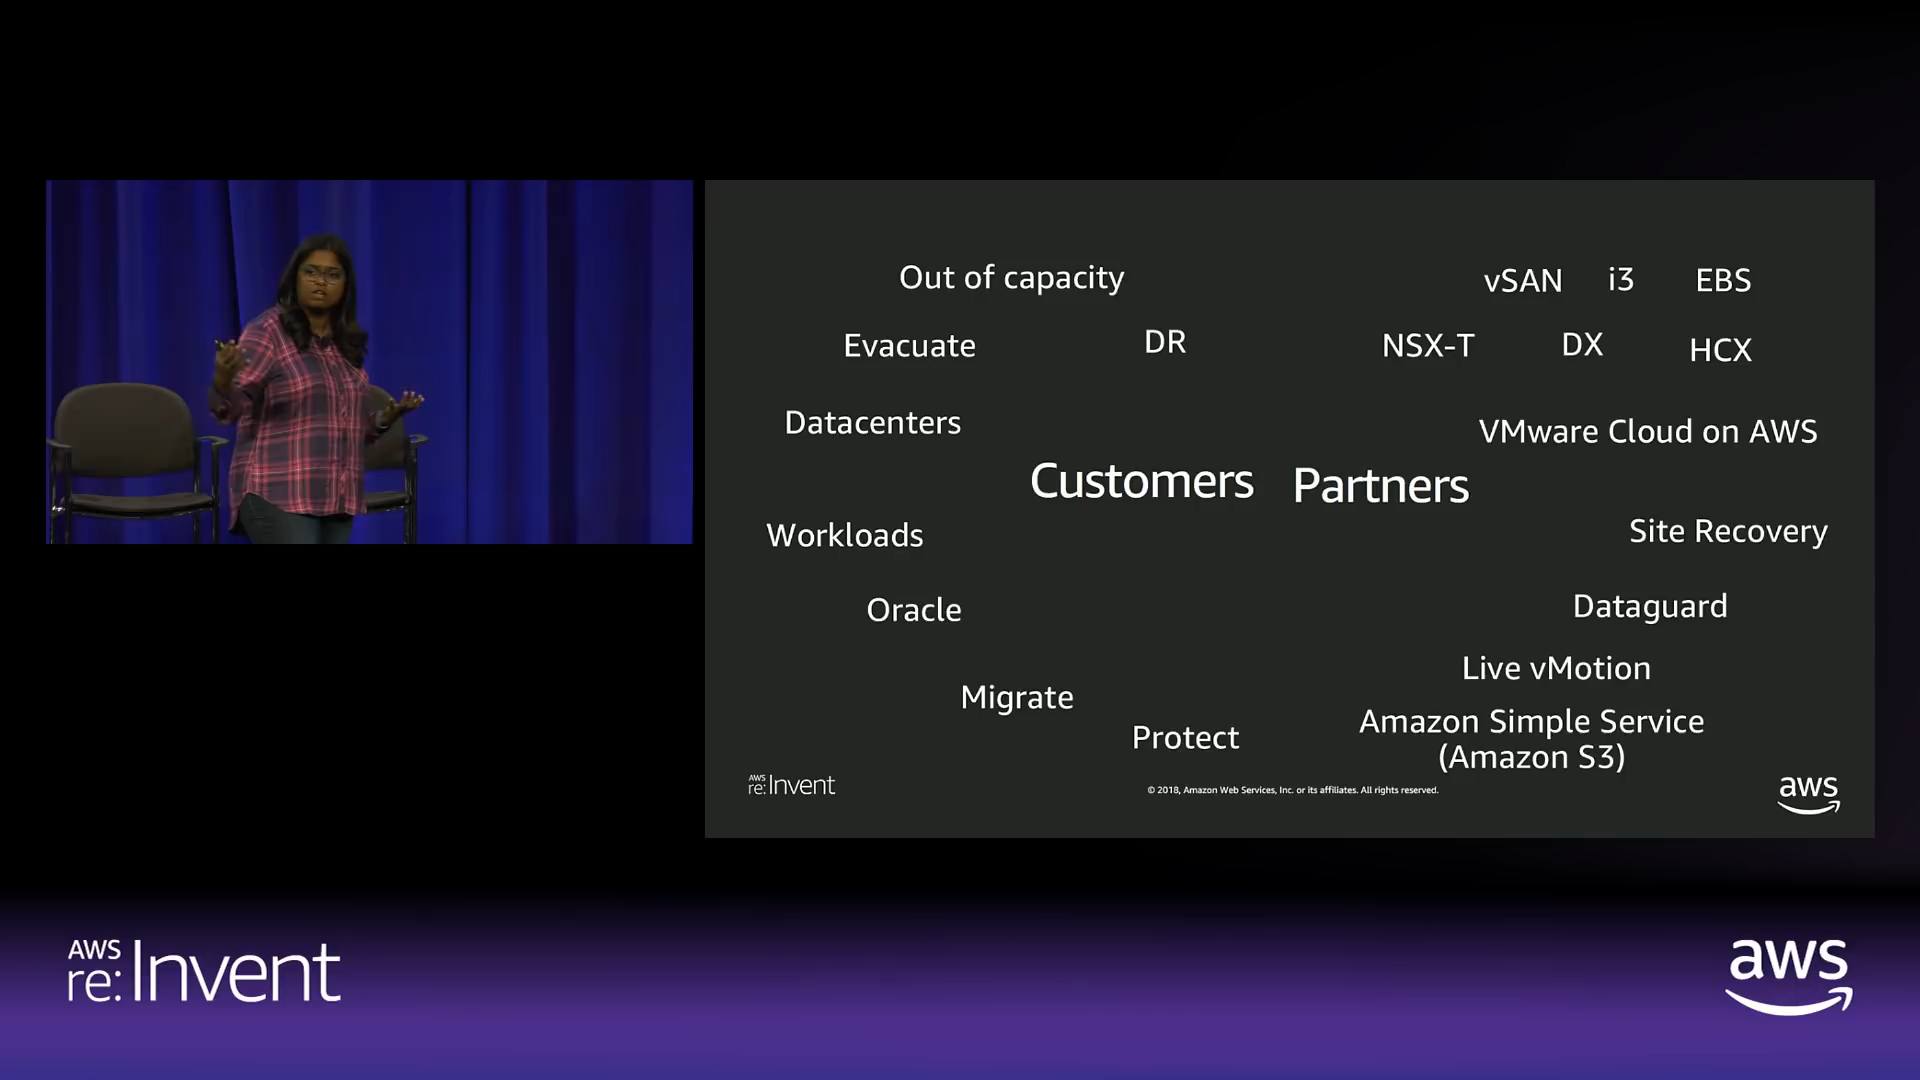 Out of capacity
vSAN i3 EBS
Evacuate DR NSX-T DX HCX
Datacenters
VMware Cloud on AWS
Customers Partners
Workloads
Site Recovery
Oracle
Dataguard
Live vMotion
Migrate
Protect
Amazon Simple Service
(Amazon S3)
AWS
re:Invent
© 2018, Amazon Web Services, Inc. or its affiliates. All rights reserved.
aws
AWS
re:Invent
aws